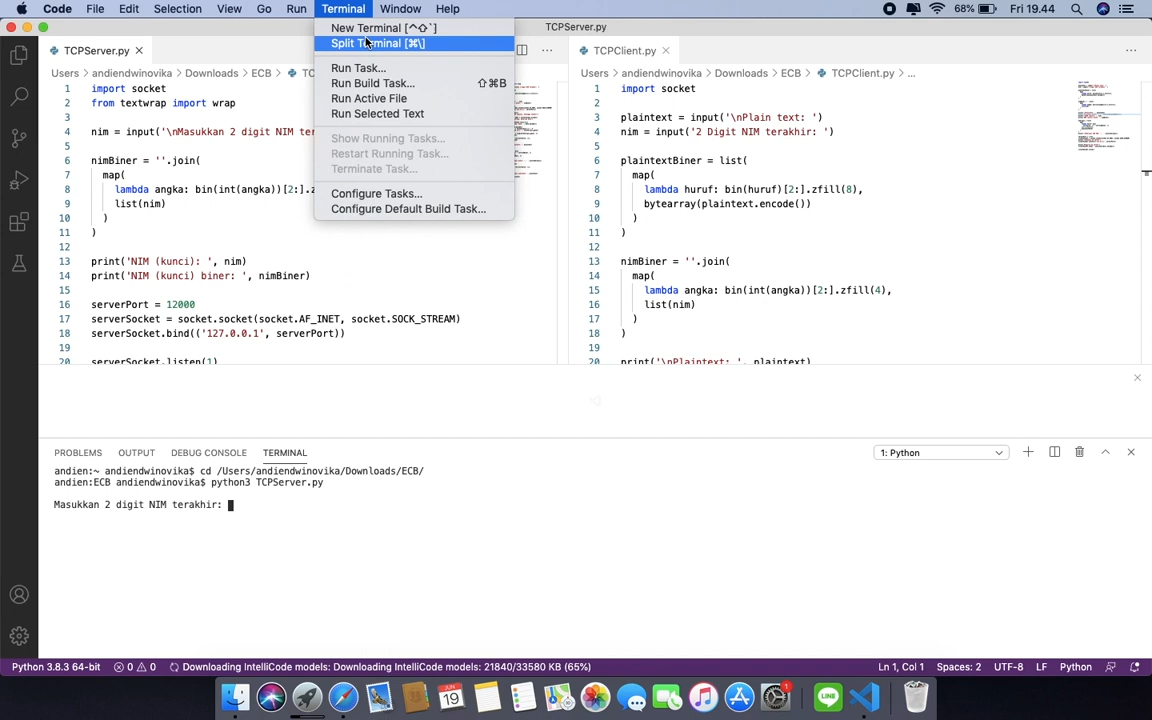 Code File Edit Selection View Go Run Terminal Window Help 68% Fri 19.44
TCPServer.py
New Terminal [^⇧`]
Split Terminal [⌘\]
Run Task...
Run Build Task... ⇧⌘B
Run Active File
Run Selected Text
Show Running Tasks...
Restart Running Task...
Terminate Task...
Configure Tasks...
Configure Default Build Task...
TCPServer.py
Users > andiendwinovika > Downloads > ECB > TC
1 import socket
2 from textwrap import wrap
3
4 nim = input('\nMasukkan 2 digit NIM ter
5
6 nimBiner = ''.join(
7 map(
8 lambda angka: bin(int(angka))[2:].z
9 list(nim)
10 )
11 )
12
13 print('NIM (kunci): ', nim)
14 print('NIM (kunci) biner: ', nimBiner)
15
16 serverPort = 12000
17 serverSocket = socket.socket(socket.AF_INET, socket.SOCK_STREAM)
18 serverSocket.bind(('127.0.0.1', serverPort))
19
20 serverSocket.listen(1)
TCPClient.py
Users > andiendwinovika > Downloads > ECB > TCPClient.py > ...
1 import socket
2
3 plaintext = input('\nPlain text: ')
4 nim = input('2 Digit NIM terakhir: ')
5
6 plaintextBiner = list(
7 map(
8 lambda huruf: bin(huruf)[2:].zfill(8),
9 bytearray(plaintext.encode())
10 )
11 )
12
13 nimBiner = ''.join(
14 map(
15 lambda angka: bin(int(angka))[2:].zfill(4),
16 list(nim)
17 )
18 )
19
20 print('\nPlaintext: ', plaintext)
PROBLEMS OUTPUT DEBUG CONSOLE TERMINAL 1: Python
andien:~ andiendwinovika$ cd /Users/andiendwinovika/Downloads/ECB/
andien:ECB andiendwinovika$ python3 TCPServer.py
Masukkan 2 digit NIM terakhir:
Python 3.8.3 64-bit 0 0 Downloading IntelliCode models: Downloading IntelliCode models: 21840/33580 KB (65%) Ln 1, Col 1 Spaces: 2 UTF-8 LF Python
19
1
LINE